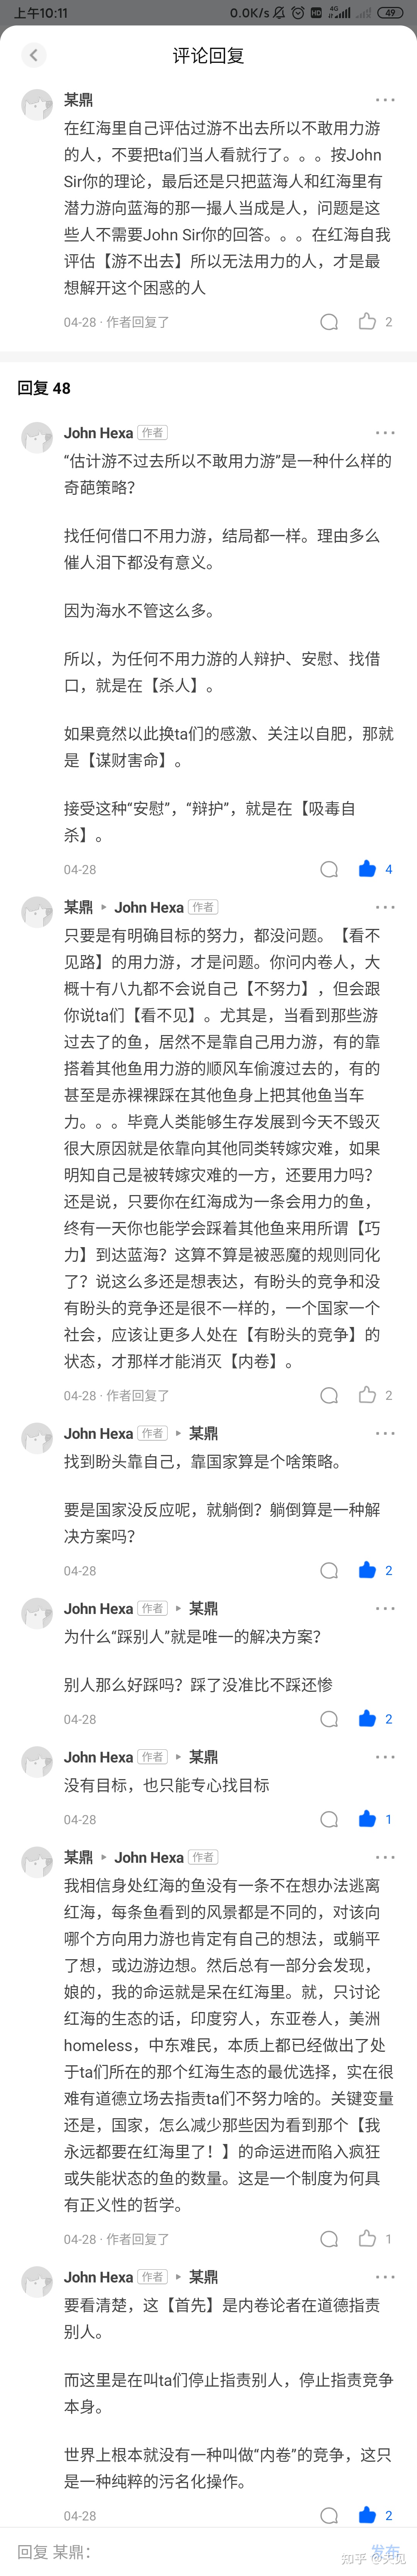 上午10:11
0.0K/s
HD
4G
49
评论回复
某鼎
在红海里自己评估过游不出去所以不敢用力游
的人，不要把ta们当人看就行了。。。按John
Sir你的理论，最后还是只把蓝海人和红海里有
潜力游向蓝海的那一撮人当成是人，问题是这
些人不需要John Sir你的回答。。。在红海自我
评估【游不出去】所以无法用力的人，才是最
想解开这个困惑的人
04-28 · 作者回复了
2
回复 48
John Hexa 作者
“估计游不过去所以不敢用力游”是一种什么样的
奇葩策略？
找任何借口不用力游，结局都一样。理由多么
催人泪下都没有意义。
因为海水不管这么多。
所以，为任何不用力游的人辩护、安慰、找借
口，就是在【杀人】。
如果竟然以此换ta们的感激、关注以自肥，那就
是【谋财害命】。
接受这种“安慰”，“辩护”，就是在【吸毒自
杀】。
04-28
4
某鼎 ▸ John Hexa 作者
只要是有明确目标的努力，都没问题。【看不
见路】的用力游，才是问题。你问内卷人，大
概十有八九都不会说自己【不努力】，但会跟
你说ta们【看不见】。尤其是，当看到那些游
过去了的鱼，居然不是靠自己用力游，有的靠
搭着其他鱼用力游的顺风车偷渡过去的，有的
甚至是赤裸裸踩在其他鱼身上把其他鱼当车
力。。。毕竟人类能够生存发展到今天不毁灭
很大原因就是依靠向其他同类转嫁灾难，如果
明知自己是被转嫁灾难的一方，还要用力吗？
还是说，只要你在红海成为一条会用力的鱼，
终有一天你也能学会踩着其他鱼来用所谓【巧
力】到达蓝海？这算不算是被恶魔的规则同化
了？说这么多还是想表达，有盼头的竞争和没
有盼头的竞争还是很不一样的，一个国家一个
社会，应该让更多人处在【有盼头的竞争】的
状态，才那样才能消灭【内卷】。
04-28 · 作者回复了
2
John Hexa 作者 ▸ 某鼎
找到盼头靠自己，靠国家算是个啥策略。
要是国家没反应呢，就躺倒？躺倒算是一种解
决方案吗？
04-28
2
John Hexa 作者 ▸ 某鼎
为什么“踩别人”就是唯一的解决方案？
别人那么好踩吗？踩了没准比不踩还惨
04-28
2
John Hexa 作者 ▸ 某鼎
没有目标，也只能专心找目标
04-28
1
某鼎 ▸ John Hexa 作者
我相信身处红海的鱼没有一条不在想办法逃离
红海，每条鱼看到的风景都是不同的，对该向
哪个方向用力游也肯定有自己的想法，或躺平
了想，或边游边想。然后总有一部分会发现，
娘的，我的命运就是呆在红海里。就，只讨论
红海的生态的话，印度穷人，东亚卷人，美洲
homeless，中东难民，本质上都已经做出了处
于ta们所在的那个红海生态的最优选择，实在很
难有道德立场去指责ta们不努力啥的。关键变量
还是，国家，怎么减少那些因为看到那个【我
永远都要在红海里了！】的命运进而陷入疯狂
或失能状态的鱼的数量。这是一个制度为何具
有正义性的哲学。
04-28 · 作者回复了
1
John Hexa 作者 ▸ 某鼎
要看清楚，这【首先】是内卷论者在道德指责
别人。
而这里是在叫ta们停止指责别人，停止指责竞争
本身。
世界上根本就没有一种叫做“内卷”的竞争，这只
是一种纯粹的污名化操作。
04-28
2
回复 某鼎：
发布
知乎